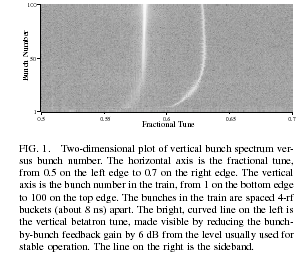 100
50
1
Bunch Number
0.5
0.55
0.6
0.65
0.7
Fractional Tune
FIG. 1. Two-dimensional plot of vertical bunch spectrum ver-
sus bunch number. The horizontal axis is the fractional tune,
from 0.5 on the left edge to 0.7 on the right edge. The vertical
axis is the bunch number in the train, from 1 on the bottom edge
to 100 on the top edge. The bunches in the train are spaced 4-rf
buckets (about 8 ns) apart. The bright, curved line on the left is
the vertical betatron tune, made visible by reducing the bunch-
by-bunch feedback gain by 6 dB from the level usually used for
stable operation. The line on the right is the sideband.